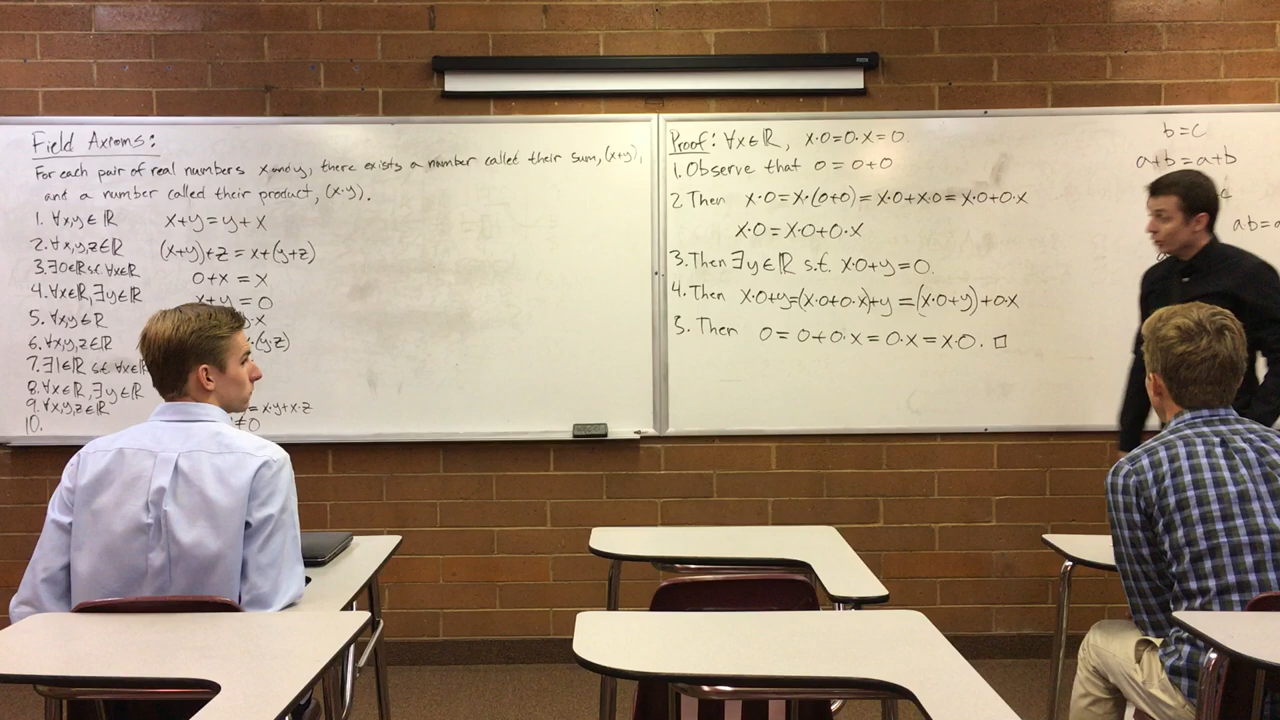 Field Axioms:
For each pair of real numbers x and y, there exists a number called their sum, (x+y),
and a number called their product, (x·y).
1. ∀x,y∈ℝ x+y=y+x
2. ∀x,y,z∈ℝ (x+y)+z=x+(y+z)
3. ∃0∈ℝ s.t. ∀x∈ℝ 0+x=x
4. ∀x∈ℝ, ∃y∈ℝ x+y=0
5. ∀x,y∈ℝ y·x
6. ∀x,y,z∈ℝ ·(y·z)
7. ∃1∈ℝ s.t. ∀x∈ℝ
8. ∀x∈ℝ, ∃y∈ℝ
9. ∀x,y,z∈ℝ =x·y+x·z
10. ≠0
Proof: ∀x∈ℝ, x·0=0·x=0.
1. Observe that 0=0+0
2. Then x·0=x·(0+0)=x·0+x·0=x·0+0·x
x·0=x·0+0·x
3. Then ∃y∈ℝ s.t. x·0+y=0.
4. Then x·0+y=(x·0+0·x)+y=(x·0+y)+0·x
5. Then 0=0+0·x=0·x=x·0. □
b=c
a+b=a+b
c
ab=a